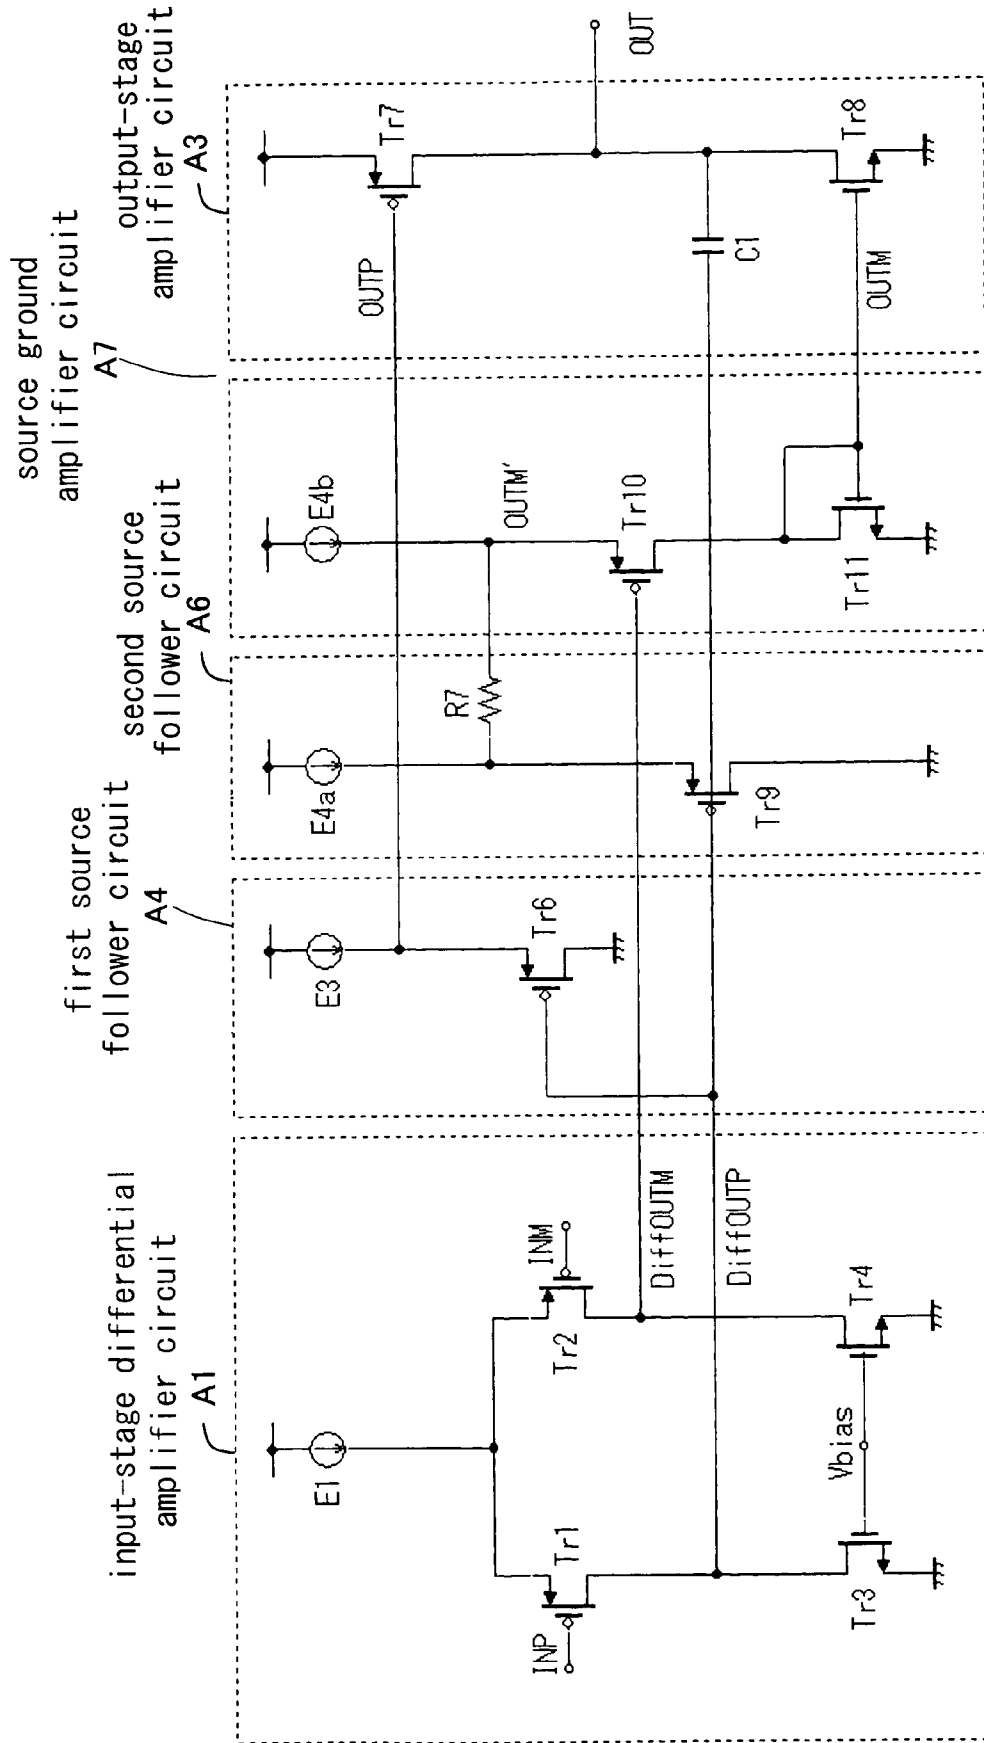 input-stage differential
amplifier circuit
A1
first source
follower circuit
A4
second source
follower circuit
A6
source ground
amplifier circuit
A7
output-stage
amplifier circuit
A3
E1
INP
Tr1
Tr2
INM
DiffOUTM
DiffOUTP
Tr3
Vbias
Tr4
E3
Tr6
E4a
R7
Tr9
E4b
OUTM'
Tr10
Tr11
OUTP
Tr7
OUT
C1
OUTM
Tr8